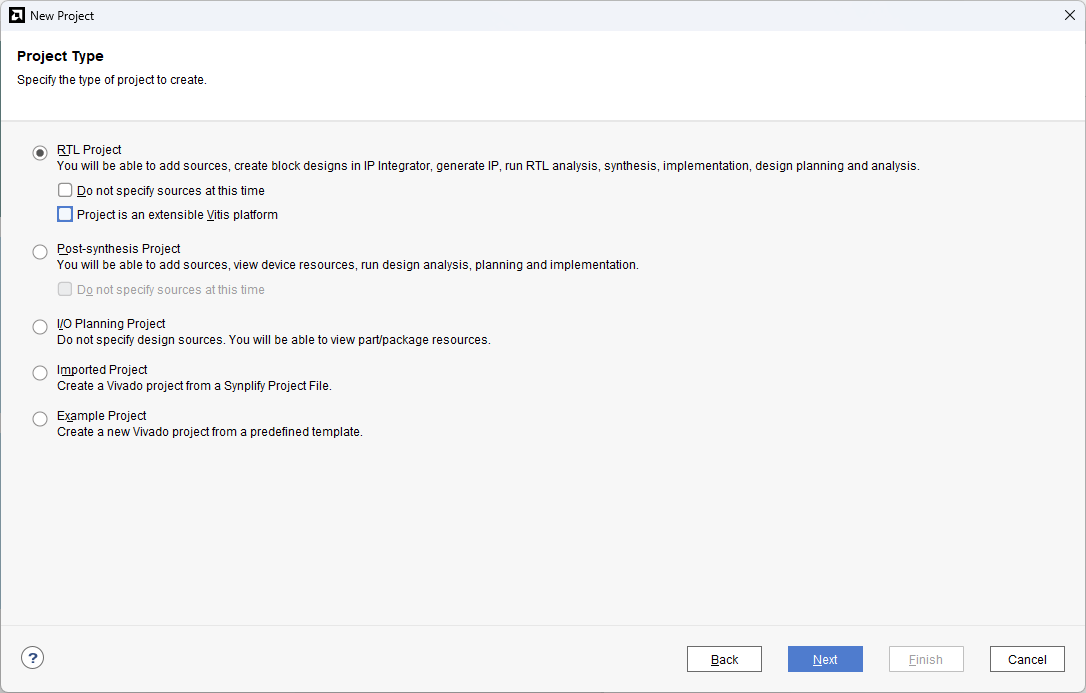 New Project
Project Type
Specify the type of project to create.
RTL Project
You will be able to add sources, create block designs in IP Integrator, generate IP, run RTL analysis, synthesis, implementation, design planning and analysis.
Do not specify sources at this time
Project is an extensible Vitis platform
Post-synthesis Project
You will be able to add sources, view device resources, run design analysis, planning and implementation.
Do not specify sources at this time
I/O Planning Project
Do not specify design sources. You will be able to view part/package resources.
Imported Project
Create a Vivado project from a Synplify Project File.
Example Project
Create a new Vivado project from a predefined template.
?
Back
Next
Finish
Cancel